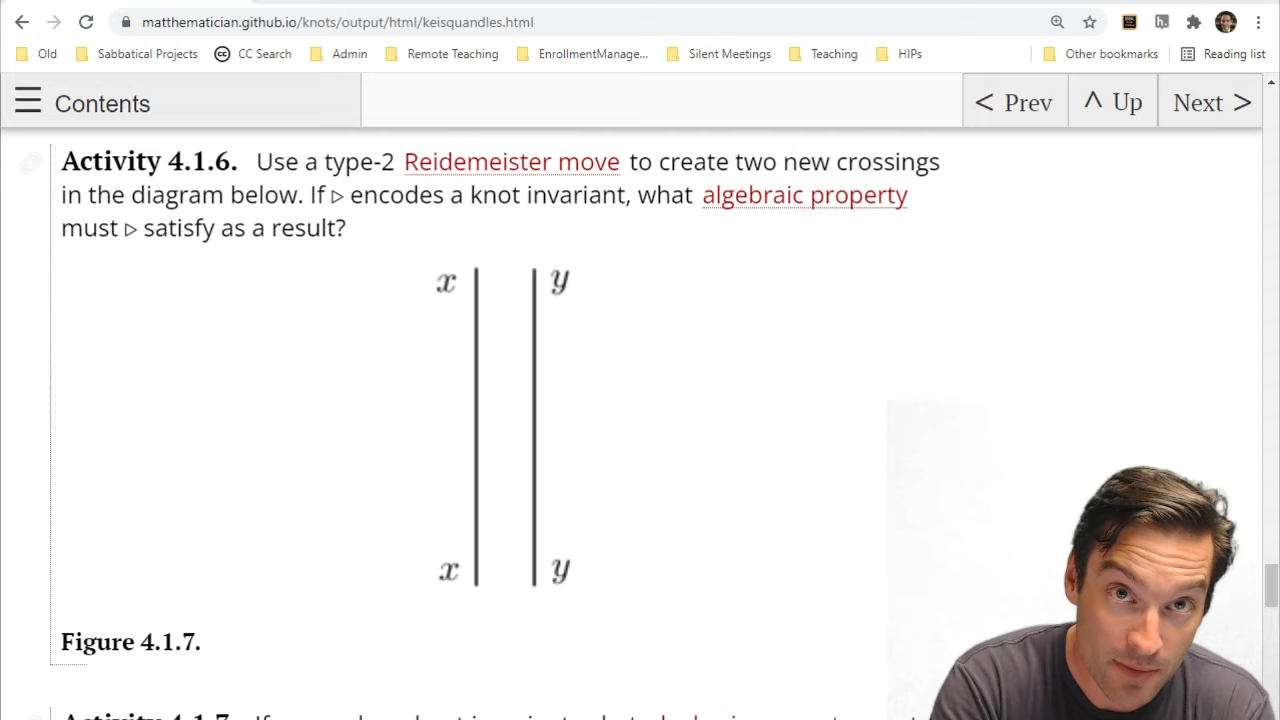 matthematician.github.io/knots/output/html/keisquandles.html
Old Sabbatical Projects CC Search Admin Remote Teaching EnrollmentManage... Silent Meetings Teaching HIPs Other bookmarks Reading list
Contents < Prev ^ Up Next >
Activity 4.1.6. Use a type-2 Reidemeister move to create two new crossings
in the diagram below. If ▹ encodes a knot invariant, what algebraic property
must ▹ satisfy as a result?
x y
x y
Figure 4.1.7.